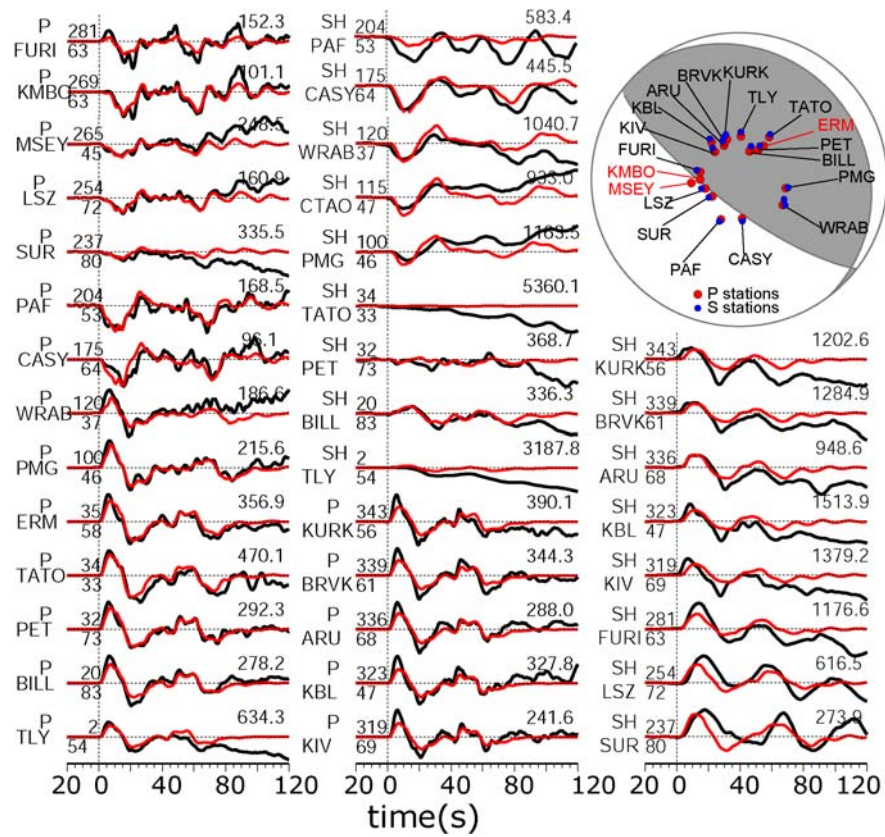 P 281 152.3
FURI 63
P 269 101.1
KMBO 63
P 265 248.5
MSEY 45
P 254 160.9
LSZ 72
P 237 335.5
SUR 80
P 204 168.5
PAF 53
P 175
CASY 64
P 120 186.6
WRAB 37
P 100 215.6
PMG 46
P 35 356.9
ERM 58
P 34 470.1
TATO 33
P 32 292.3
PET 73
P 20 278.2
BILL 83
P 2 634.3
TLY 54
20 0 40 80 120
SH 204 583.4
PAF 53
SH 175 445.5
CASY 64
SH 120 1040.7
WRAB 37
SH 115 933.0
CTAO 47
SH 100 1163.5
PMG 46
SH 34 5360.1
TATO 33
SH 32 368.7
PET 73
SH 20 336.3
BILL 83
SH 2 3187.8
TLY 54
P 343 390.1
KURK 56
P 339 344.3
BRVK 61
P 336 288.0
ARU 68
P 323 327.8
KBL 47
P 319 241.6
KIV 69
20 0 40 80 120
time(s)
BRVK KURK
ARU TLY
KBL TATO
KIV ERM
FURI PET
BILL
KMBO PMG
MSEY
LSZ
SUR WRAB
PAF CASY
P stations
S stations
SH 343 1202.6
KURK 56
SH 339 1284.9
BRVK 61
SH 336 948.6
ARU 68
SH 323 1513.9
KBL 47
SH 319 1379.2
KIV 69
SH 281 1176.6
FURI 63
SH 254 616.5
LSZ 72
SH 237 273.9
SUR 80
20 0 40 80 120